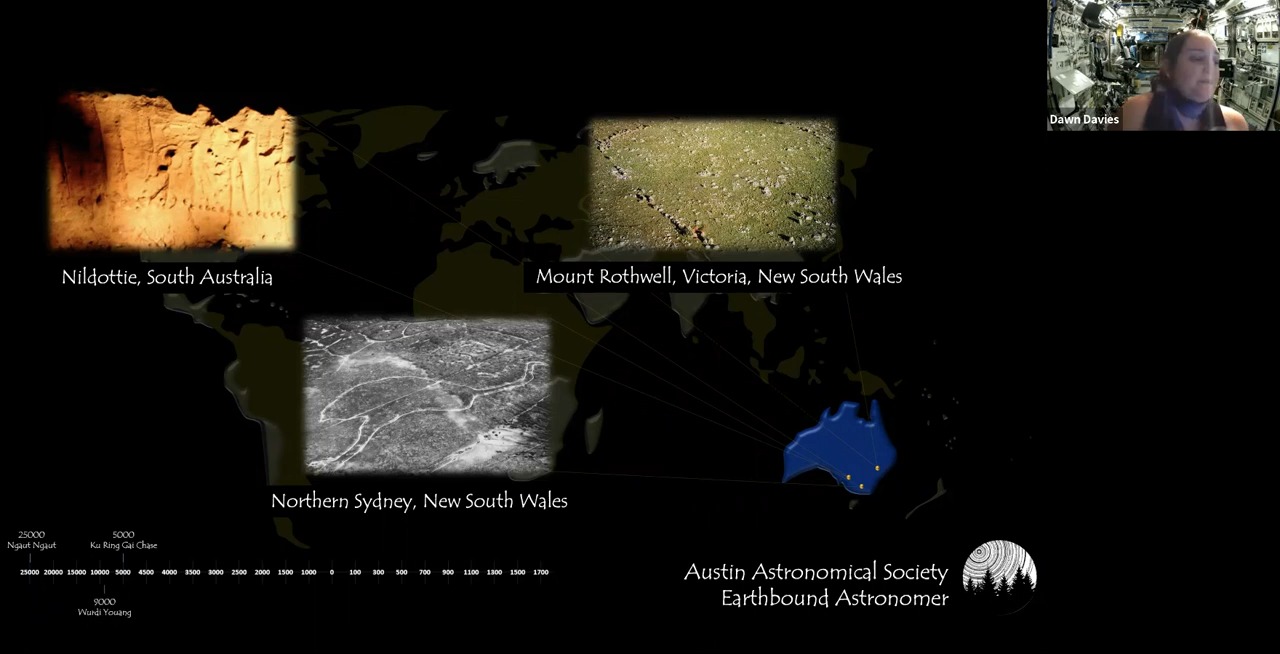 Dawn Davies
Nildottie, South Australia
Mount Rothwell, Victoria, New South Wales
Northern Sydney, New South Wales
25000
Ngaut Ngaut
5000
Ku Ring Gai Chase
25000 20000 15000 10000 5000 4500 4000 3500 3000 2500 2000 1500 1000 0 100 300 500 700 900 1100 1300 1500 1700
9000
Wurdi Youang
Austin Astronomical Society
Earthbound Astronomer